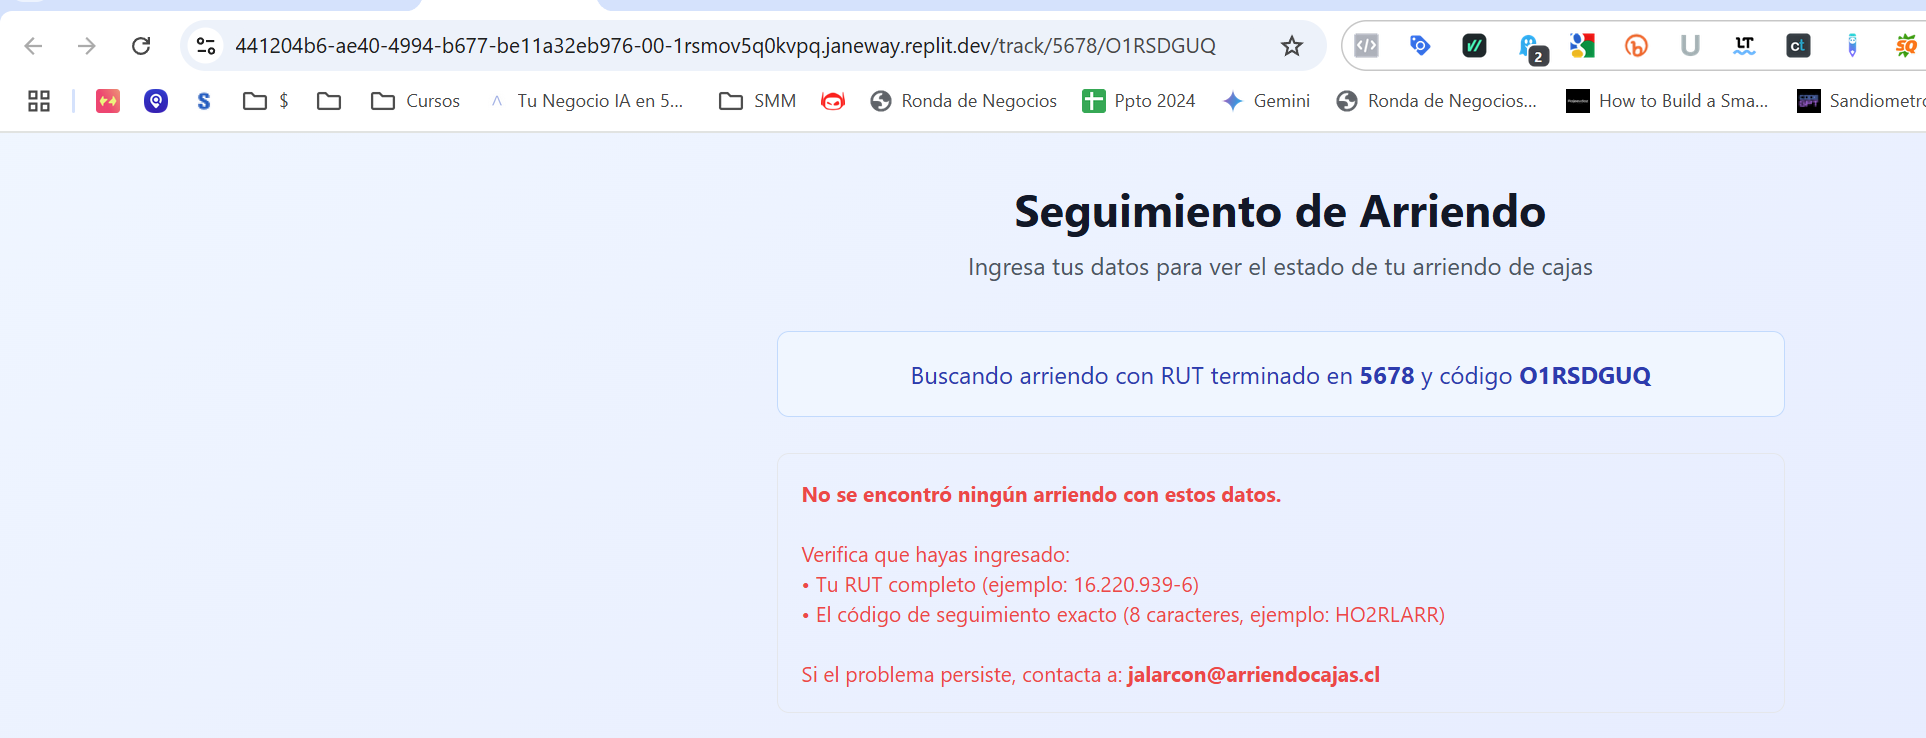 441204b6-ae40-4994-b677-be11a32eb976-00-1rsmov5q0kvpq.janeway.replit.dev/track/5678/O1RSDGUQ
2
U
LT
ct
SQ
S
$
Cursos
Tu Negocio IA en 5...
SMM
Ronda de Negocios
Ppto 2024
Gemini
Ronda de Negocios...
How to Build a Sma...
Sandiometro
Seguimiento de Arriendo
Ingresa tus datos para ver el estado de tu arriendo de cajas
Buscando arriendo con RUT terminado en 5678 y código O1RSDGUQ
No se encontró ningún arriendo con estos datos.
Verifica que hayas ingresado:
• Tu RUT completo (ejemplo: 16.220.939-6)
• El código de seguimiento exacto (8 caracteres, ejemplo: HO2RLARR)
Si el problema persiste, contacta a: jalarcon@arriendocajas.cl